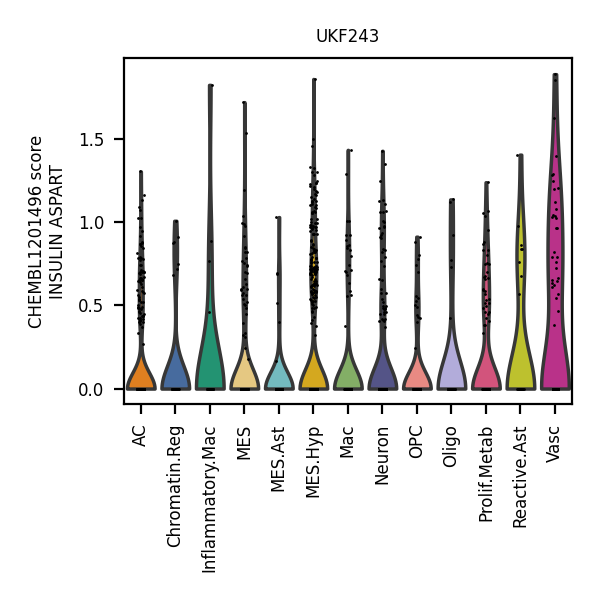 UKF243
CHEMBL1201496 score
INSULIN ASPART
1.5
1.0
0.5
0.0
AC
Chromatin.Reg
Inflammatory.Mac
MES
MES.Ast
MES.Hyp
Mac
Neuron
OPC
Oligo
Prolif.Metab
Reactive.Ast
Vasc